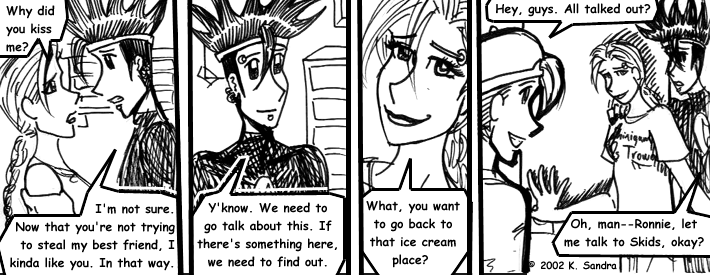 Why did
you kiss
me?
I'm not sure.
Now that you're not trying
to steal my best friend, I
kinda like you. In that way.
Y'know. We need to
go talk about this. If
there's something here,
we need to find out.
What, you want
to go back to
that ice cream
place?
Hey, guys. All talked out?
Trowa
Oh, man--Ronnie, let
me talk to Skids, okay?
© 2002 K. Sandra